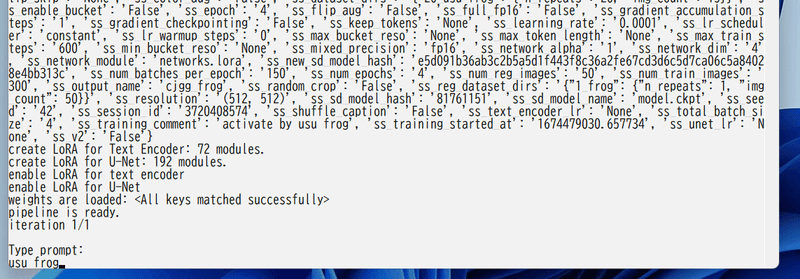 ss enable bucket': 'False', 'ss epoch': '4', 'ss flip aug': 'False', 'ss full fp16': 'False', 'ss gradient accumulation s
teps': '1', 'ss gradient checkpointing': 'False', 'ss keep tokens': 'None', 'ss learning rate': '0.0001', 'ss lr schedul
er': 'constant', 'ss lr warmup steps': '0', 'ss max bucket reso': 'None', 'ss max token length': 'None', 'ss max train s
teps': '600', 'ss min bucket reso': 'None', 'ss mixed precision': 'fp16', 'ss network alpha': '1', 'ss network dim': '4'
, 'ss network module': 'networks.lora', 'ss new sd model hash': 'e5d091b36ab3c2b5a5d1f443f8c36a2fe67cd3d6c5d7ca06c5a8402
8e4bb313c', 'ss num batches per epoch': '150', 'ss num epochs': '4', 'ss num reg images': '50', 'ss num train images': '
300', 'ss output name': 'cjgg frog', 'ss random crop': 'False', 'ss reg dataset dirs': '{"1 frog": {"n repeats": 1, "img
count": 50}}', 'ss resolution': '(512, 512)', 'ss sd model hash': '81761151', 'ss sd model name': 'model.ckpt', 'ss see
d': '42', 'ss session id': '3720408574', 'ss shuffle caption': 'False', 'ss text encoder lr': 'None', 'ss total batch si
ze': '4', 'ss training comment': 'activate by usu frog', 'ss training started at': '1674479030.657734', 'ss unet lr': 'N
one', 'ss v2': 'False'}
create LoRA for Text Encoder: 72 modules.
create LoRA for U-Net: 192 modules.
enable LoRA for text encoder
enable LoRA for U-Net
weights are loaded: <All keys matched successfully>
pipeline is ready.
iteration 1/1
Type prompt:
usu frog